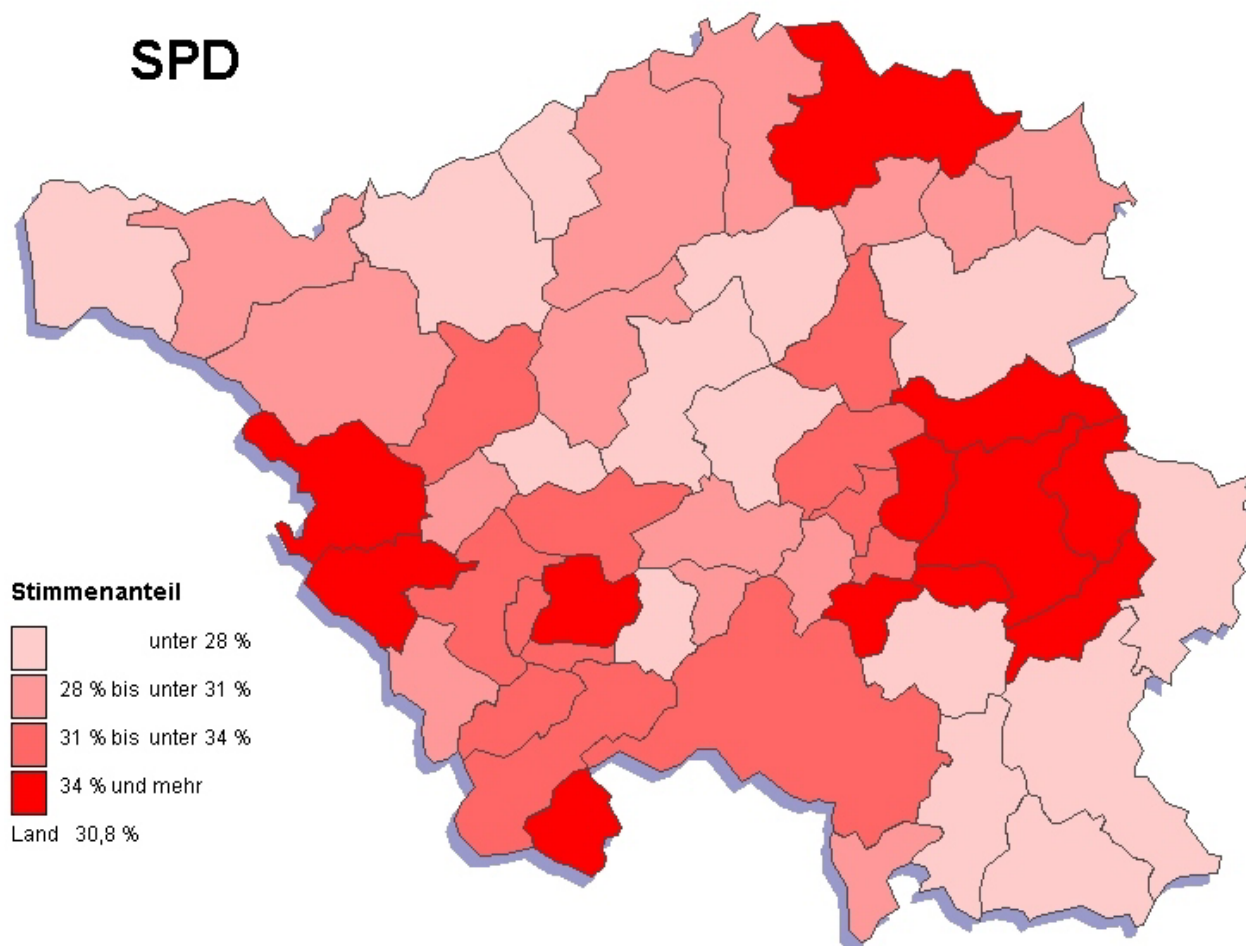 SPD
Stimmenanteil
unter 28 %
28 % bis unter 31 %
31 % bis unter 34 %
34 % und mehr
Land 30,8 %